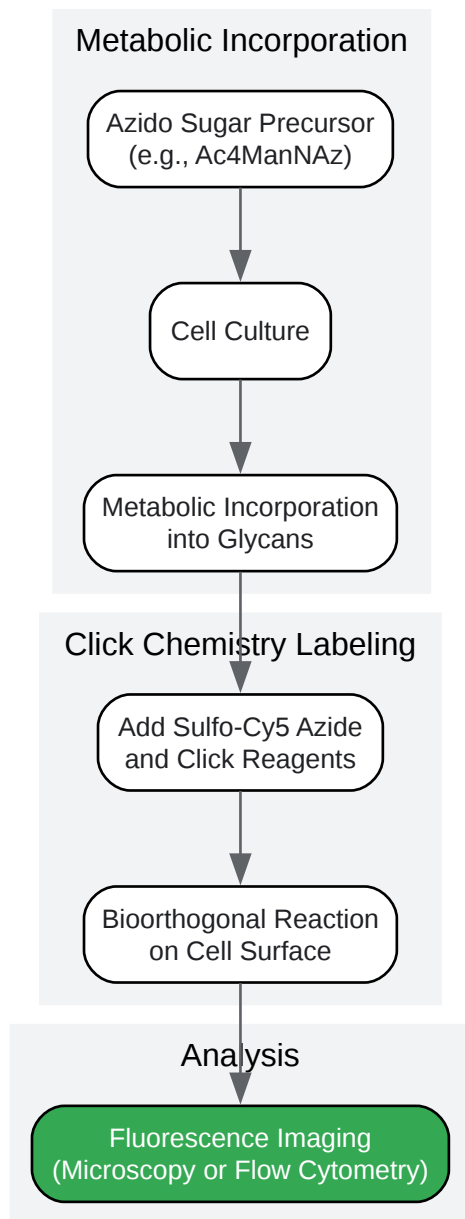 Metabolic Incorporation
Azido Sugar Precursor
(e.g., Ac4ManNAz)
Cell Culture
Metabolic Incorporation
into Glycans
Click Chemistry Labeling
Add Sulfo-Cy5 Azide
and Click Reagents
Bioorthogonal Reaction
on Cell Surface
Analysis
Fluorescence Imaging
(Microscopy or Flow Cytometry)